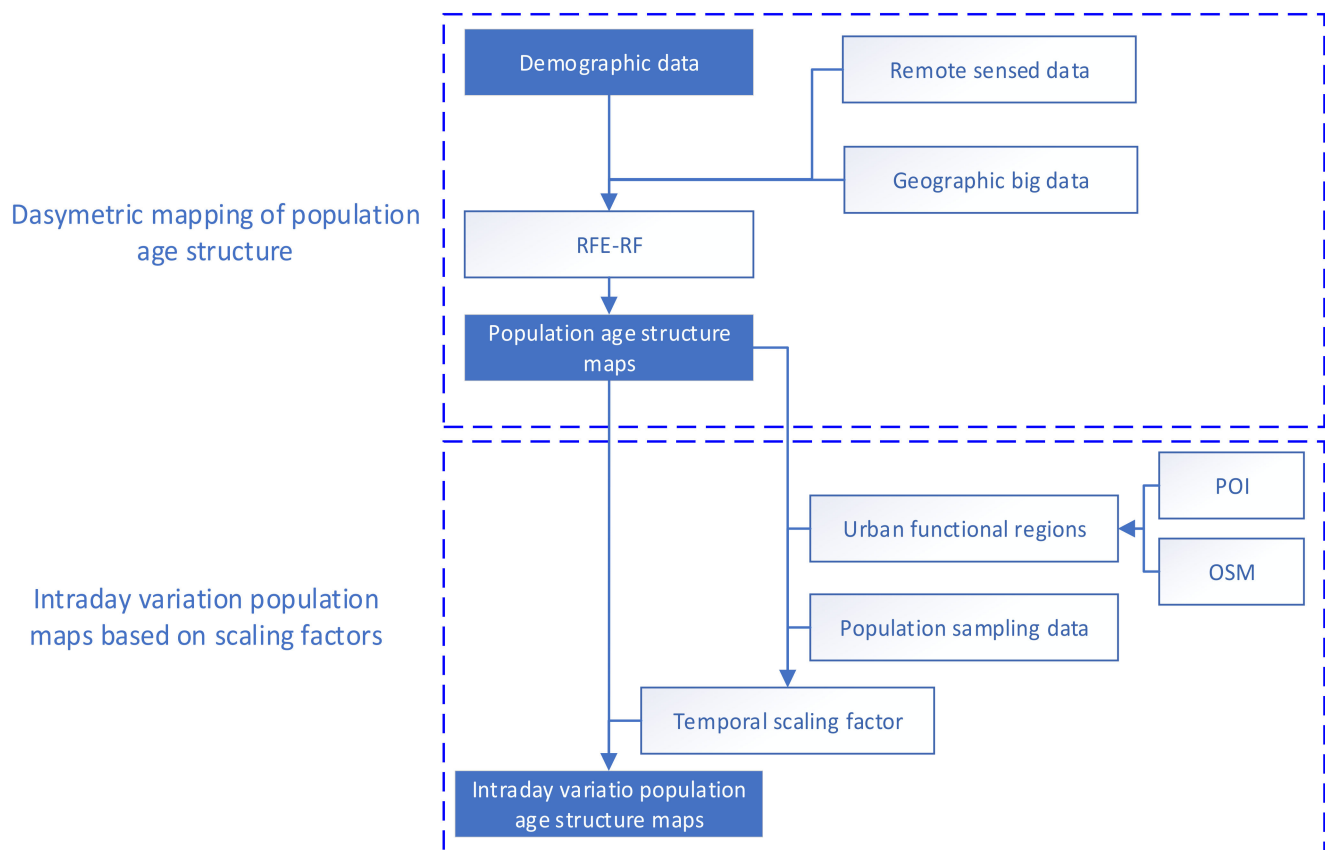 Demographic data
Remote sensed data
Geographic big data
Dasymetric mapping of population
age structure
RFE-RF
Population age structure
maps
POI
Urban functional regions
OSM
Intraday variation population
maps based on scaling factors
Population sampling data
Temporal scaling factor
Intraday variatio population
age structure maps